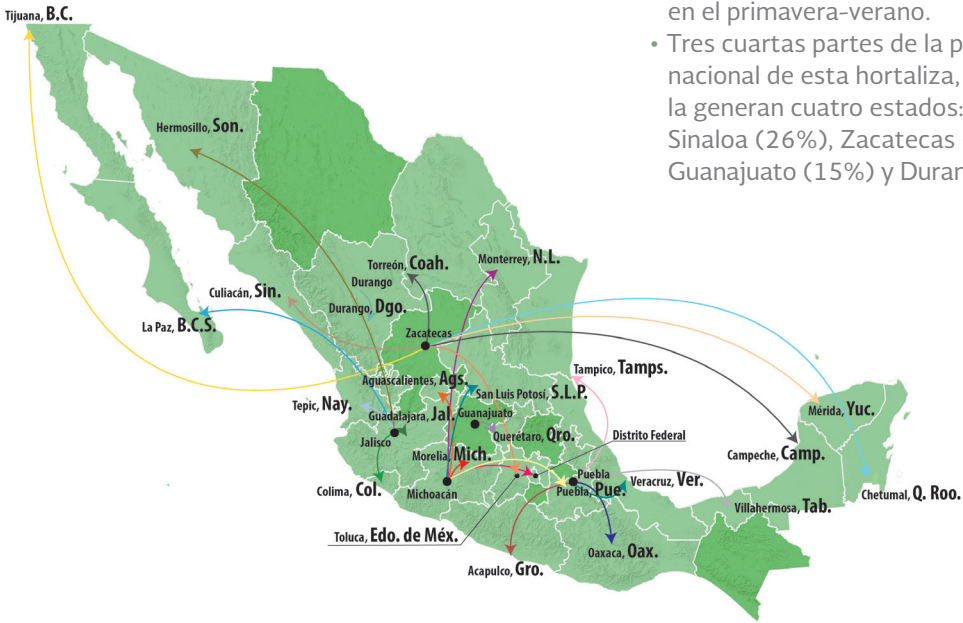 en el primavera-verano.
• Tres cuartas partes de la
nacional de esta hortaliza,
la generan cuatro estados:
Sinaloa (26%), Zacatecas
Guanajuato (15%) y
Tijuana, B.C.
Hermosillo, Son.
Torreón, Coah.
Monterrey, N.L.
Durango
Culiacán, Sin.
Durango, Dgo.
La Paz, B.C.S.
Zacatecas
Tampico, Tamps.
Aguascalientes, Ags.
San Luis Potosí, S.L.P.
Tepic, Nay.
Guadalajara, Jal.
Guanajuato
Mérida, Yuc.
Jalisco
Querétaro, Qro.
Distrito Federal
Morelia, Mich.
Campeche, Camp.
Colima, Col.
Michoacán
Puebla
Puebla, Pue.
Veracruz, Ver.
Chetumal, Q. Roo.
Villahermosa, Tab.
Toluca, Edo. de Méx.
Oaxaca, Oax.
Acapulco, Gro.